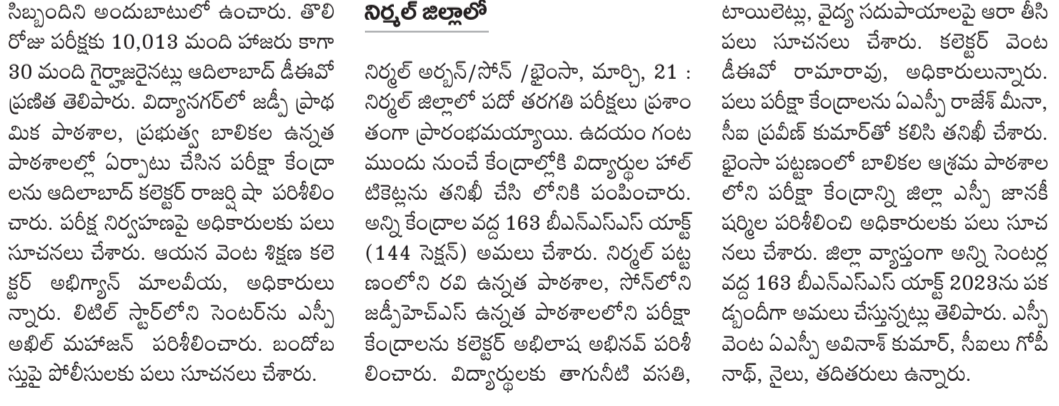 సిబ్బందిని అందుబాటులో ఉంచారు. తొలి
రోజు పరీక్షకు 10,013 మంది హాజరు కాగా
30 మంది గైర్హాజరైనట్లు ఆదిలాబాద్ డీఈవో
ప్రణిత తెలిపారు. విద్యానగర్‌లో జడ్పీ ప్రాథ
మిక పాఠశాల, ప్రభుత్వ బాలికల ఉన్నత
పాఠశాలల్లో ఏర్పాటు చేసిన పరీక్షా కేంద్రా
లను ఆదిలాబాద్ కలెక్టర్ రాజర్షి షా పరిశీలిం
చారు. పరీక్ష నిర్వహణపై అధికారులకు పలు
సూచనలు చేశారు. ఆయన వెంట శిక్షణ కలె
క్టర్ అభిగ్యాన్ మాలవీయ, అధికారులు
న్నారు. లిటిల్ స్టార్‌లోని సెంటర్‌ను ఎస్పీ
అఖిల్ మహాజన్ పరిశీలించారు. బందోబ
స్తుపై పోలీసులకు పలు సూచనలు చేశారు.
నిర్మల్ జిల్లాలో
నిర్మల్ అర్బన్/సోన్ /భైంసా, మార్చి, 21 :
నిర్మల్ జిల్లాలో పదో తరగతి పరీక్షలు ప్రశాం
తంగా ప్రారంభమయ్యాయి. ఉదయం గంట
ముందు నుంచే కేంద్రాల్లోకి విద్యార్థుల హాల్
టికెట్లను తనిఖీ చేసి లోనికి పంపించారు.
అన్ని కేంద్రాల వద్ద 163 బీఎన్ఎస్ఎస్ యాక్ట్
(144 సెక్షన్) అమలు చేశారు. నిర్మల్ పట్ట
ణంలోని రవి ఉన్నత పాఠశాల, సోన్‌లోని
జడ్పీహెచ్ఎస్ ఉన్నత పాఠశాలలోని పరీక్షా
కేంద్రాలను కలెక్టర్ అభిలాష అభినవ్ పరిశీ
లించారు. విద్యార్థులకు తాగునీటి వసతి,
టాయిలెట్లు, వైద్య సదుపాయాలపై ఆరా తీసి
పలు సూచనలు చేశారు. కలెక్టర్ వెంట
డీఈవో రామారావు, అధికారులున్నారు.
పలు పరీక్షా కేంద్రాలను ఏఎస్పీ రాజేశ్ మీనా,
సీఐ ప్రవీణ్ కుమార్‌తో కలిసి తనిఖీ చేశారు.
భైంసా పట్టణంలో బాలికల ఆశ్రమ పాఠశాల
లోని పరీక్షా కేంద్రాన్ని జిల్లా ఎస్పీ జానకీ
షర్మిల పరిశీలించి అధికారులకు పలు సూచ
నలు చేశారు. జిల్లా వ్యాప్తంగా అన్ని సెంటర్ల
వద్ద 163 బీఎన్ఎస్ఎస్ యాక్ట్ 2023ను పక
డ్బందీగా అమలు చేస్తున్నట్లు తెలిపారు. ఎస్పీ
వెంట ఏఎస్పీ అవినాశ్ కుమార్, సీఐలు గోపీ
నాథ్, నైలు, తదితరులు ఉన్నారు.